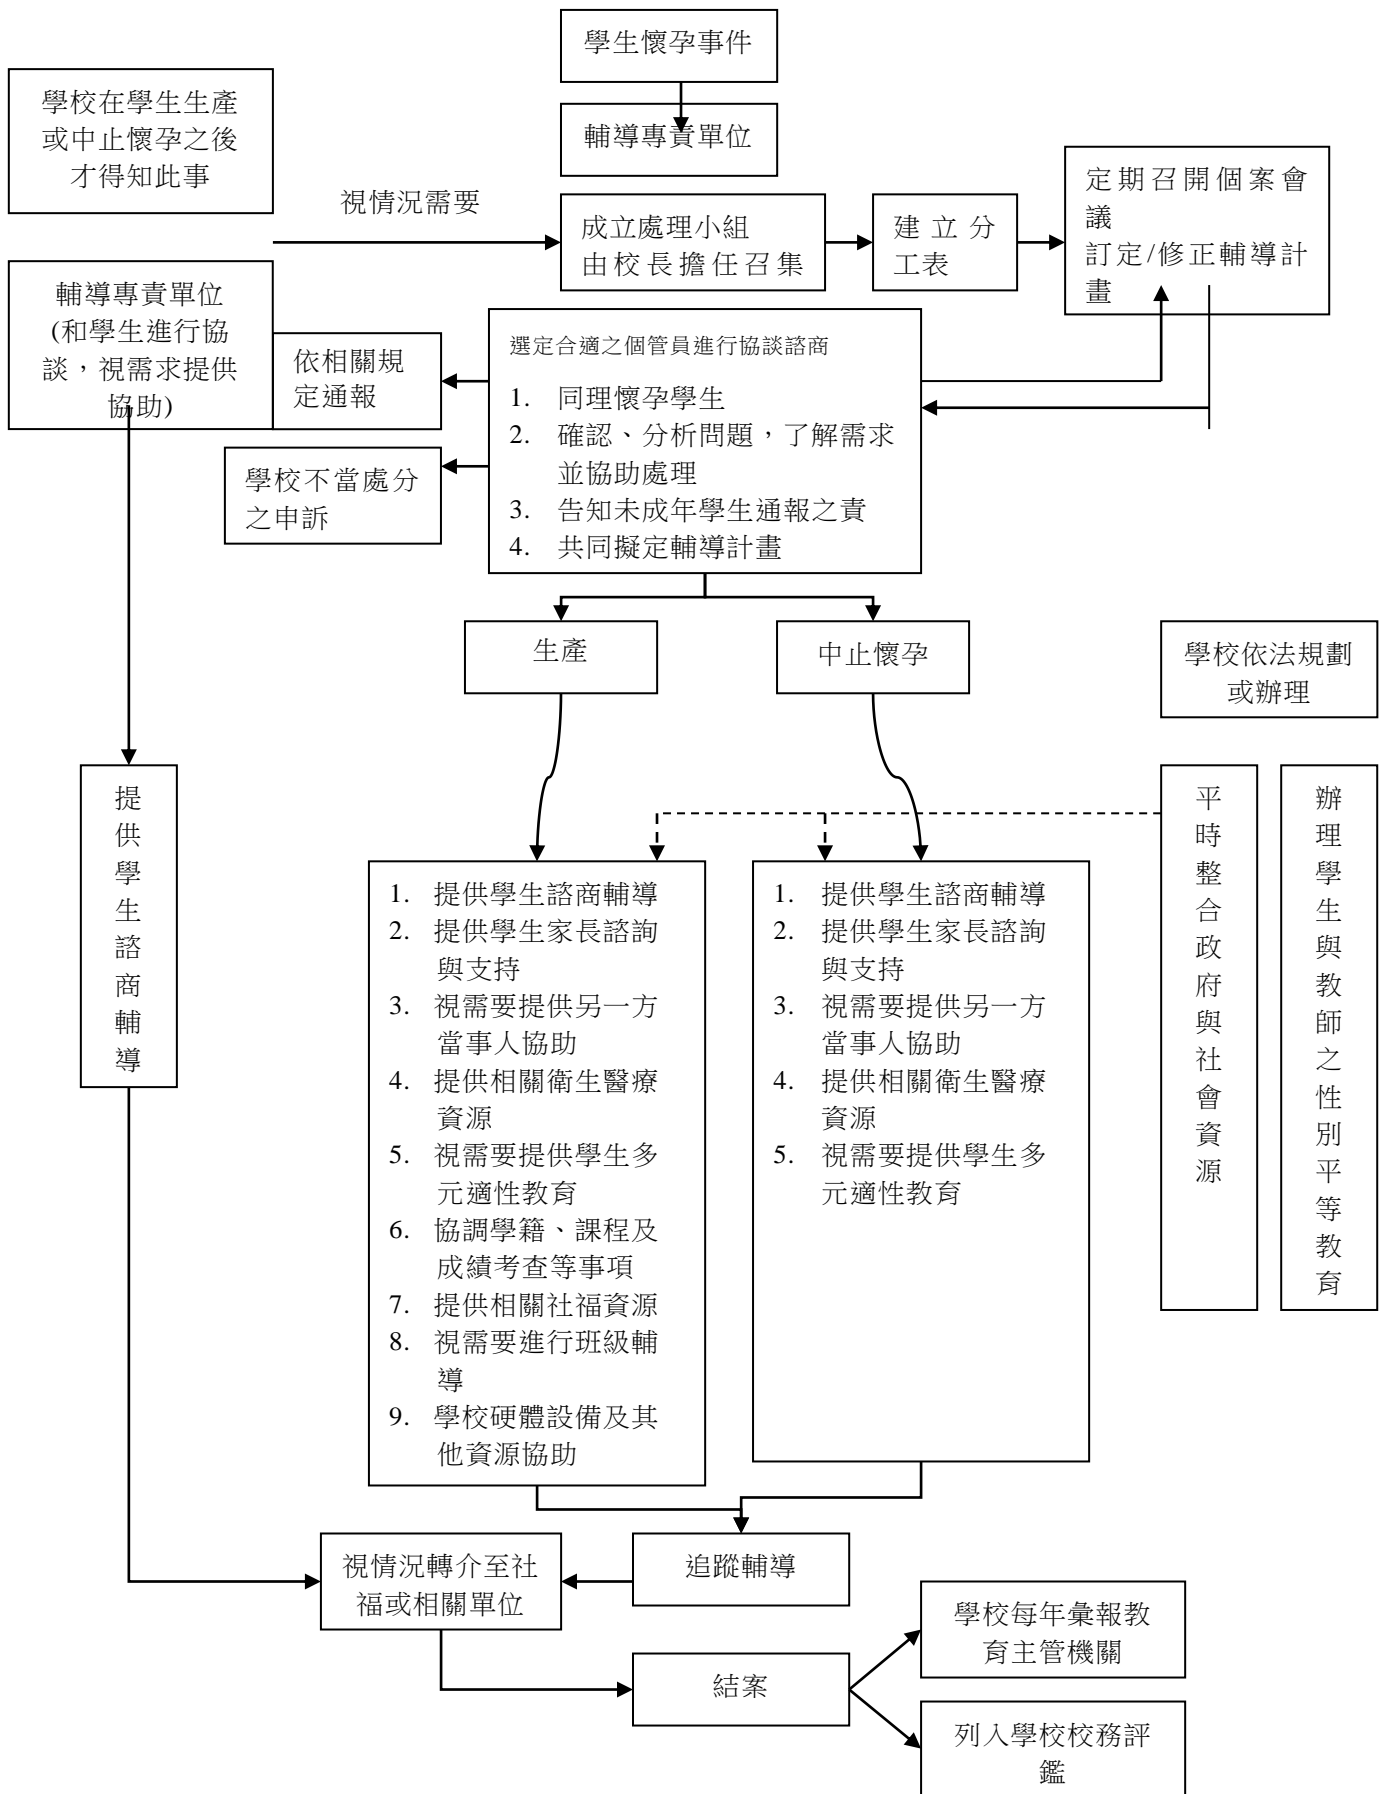 學生懷孕事件
輔導專責單位
學校在學生生產
或中止懷孕之後
才得知此事
視情況需要
成立處理小組
由校長擔任召集
建立分
工表
定期召開個案會
議
訂定/修正輔導計
畫
輔導專責單位
(和學生進行協
談，視需求提供
協助)
依相關規
定通報
學校不當處分
之申訴
選定合適之個管員進行協談諮商
1. 同理懷孕學生
2. 確認、分析問題，了解需求
並協助處理
3. 告知未成年學生通報之責
4. 共同擬定輔導計畫
生產
中止懷孕
學校依法規劃
或辦理
提供學生諮商輔導
平時整合政府與社會資源
辦理學生與教師之性別平等教育
1. 提供學生諮商輔導
2. 提供學生家長諮詢
與支持
3. 視需要提供另一方
當事人協助
4. 提供相關衛生醫療
資源
5. 視需要提供學生多
元適性教育
6. 協調學籍、課程及
成績考查等事項
7. 提供相關社福資源
8. 視需要進行班級輔
導
9. 學校硬體設備及其
他資源協助
1. 提供學生諮商輔導
2. 提供學生家長諮詢
與支持
3. 視需要提供另一方
當事人協助
4. 提供相關衛生醫療
資源
5. 視需要提供學生多
元適性教育
視情況轉介至社
福或相關單位
追蹤輔導
結案
學校每年彙報教
育主管機關
列入學校校務評
鑑